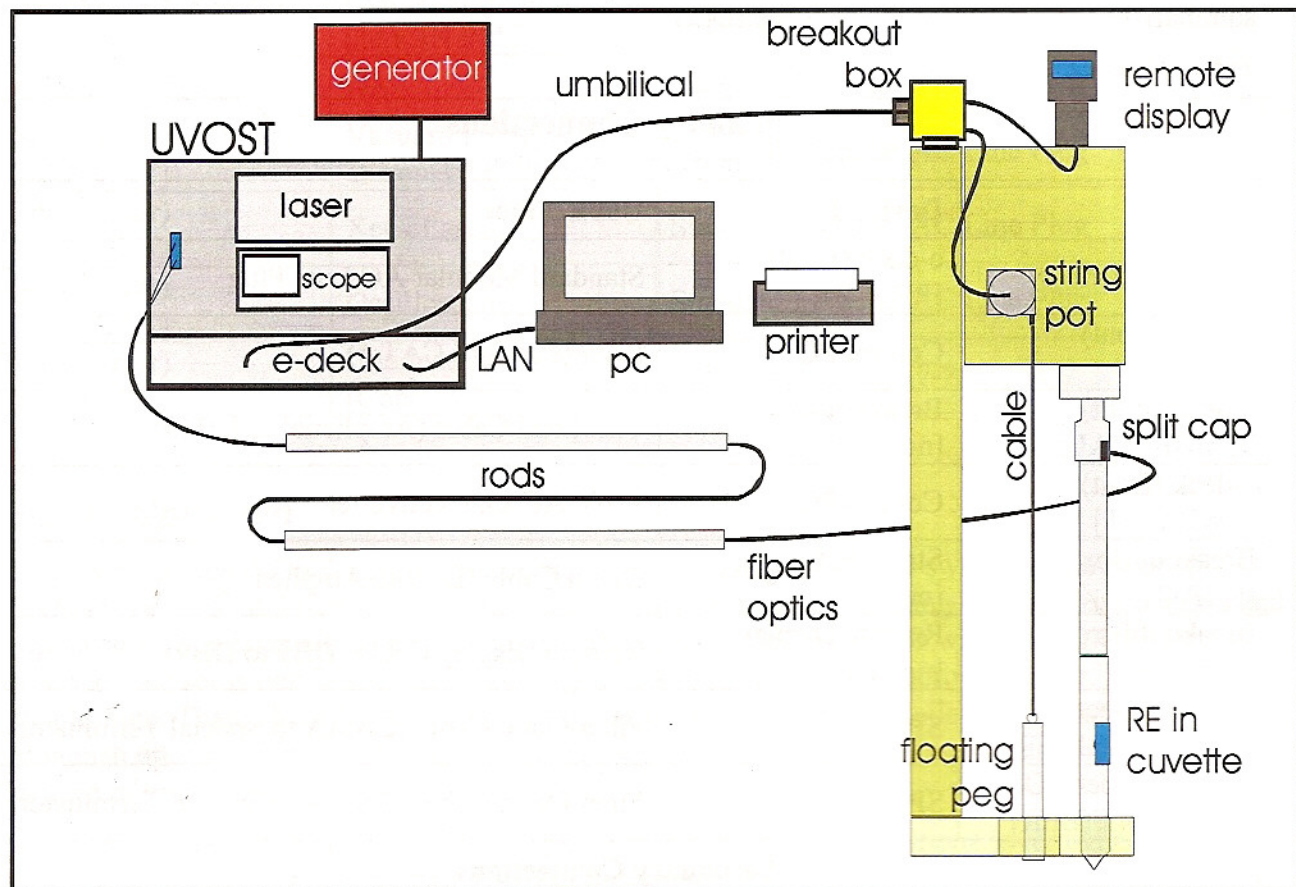 generator
UVOST
laser
scope
e-deck
LAN
umbilical
pc
printer
breakout
box
remote
display
string
pot
cable
split cap
rods
fiber
optics
floating
peg
RE in
cuvette